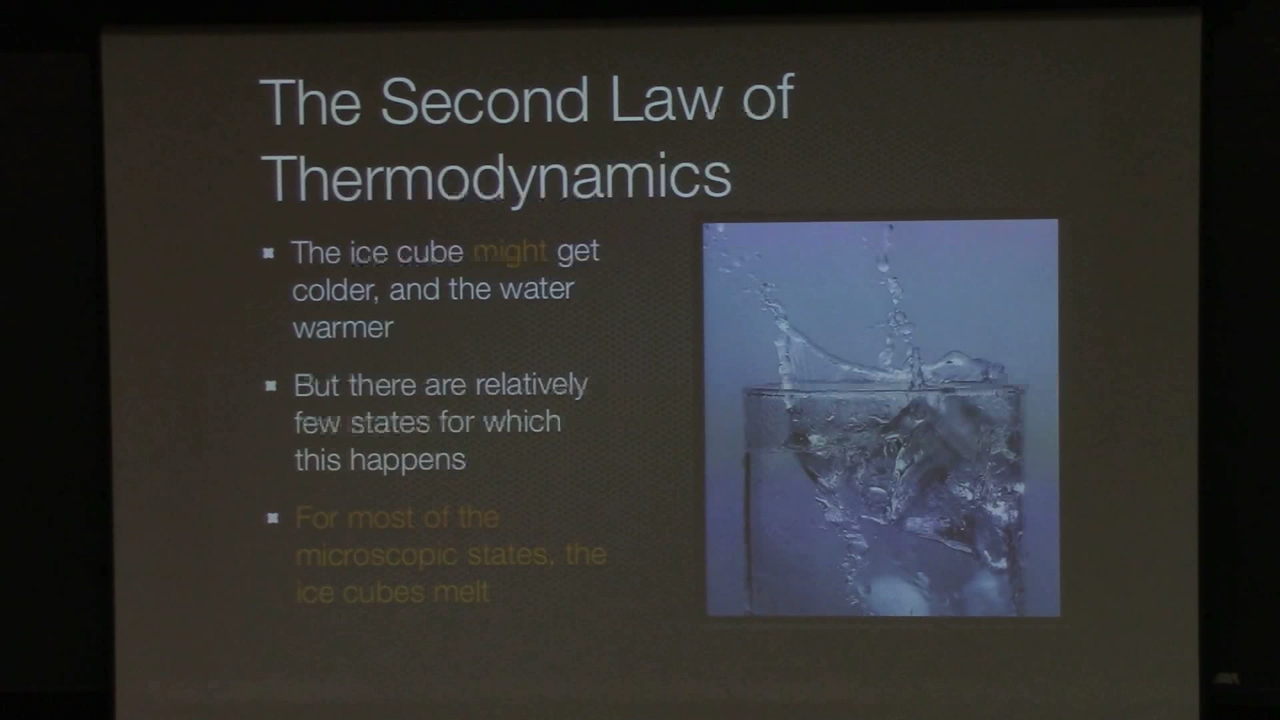 The Second Law of
Thermodynamics
The ice cube might get
colder, and the water
warmer
But there are relatively
few states for which
this happens
For most of the
microscopic states, the
ice cubes melt